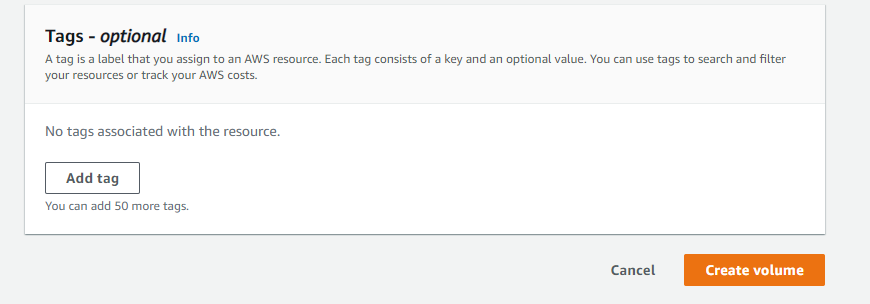 Tags - optional Info
A tag is a label that you assign to an AWS resource. Each tag consists of a key and an optional value. You can use tags to search and filter
your resources or track your AWS costs.
No tags associated with the resource.
Add tag
You can add 50 more tags.
Cancel Create volume